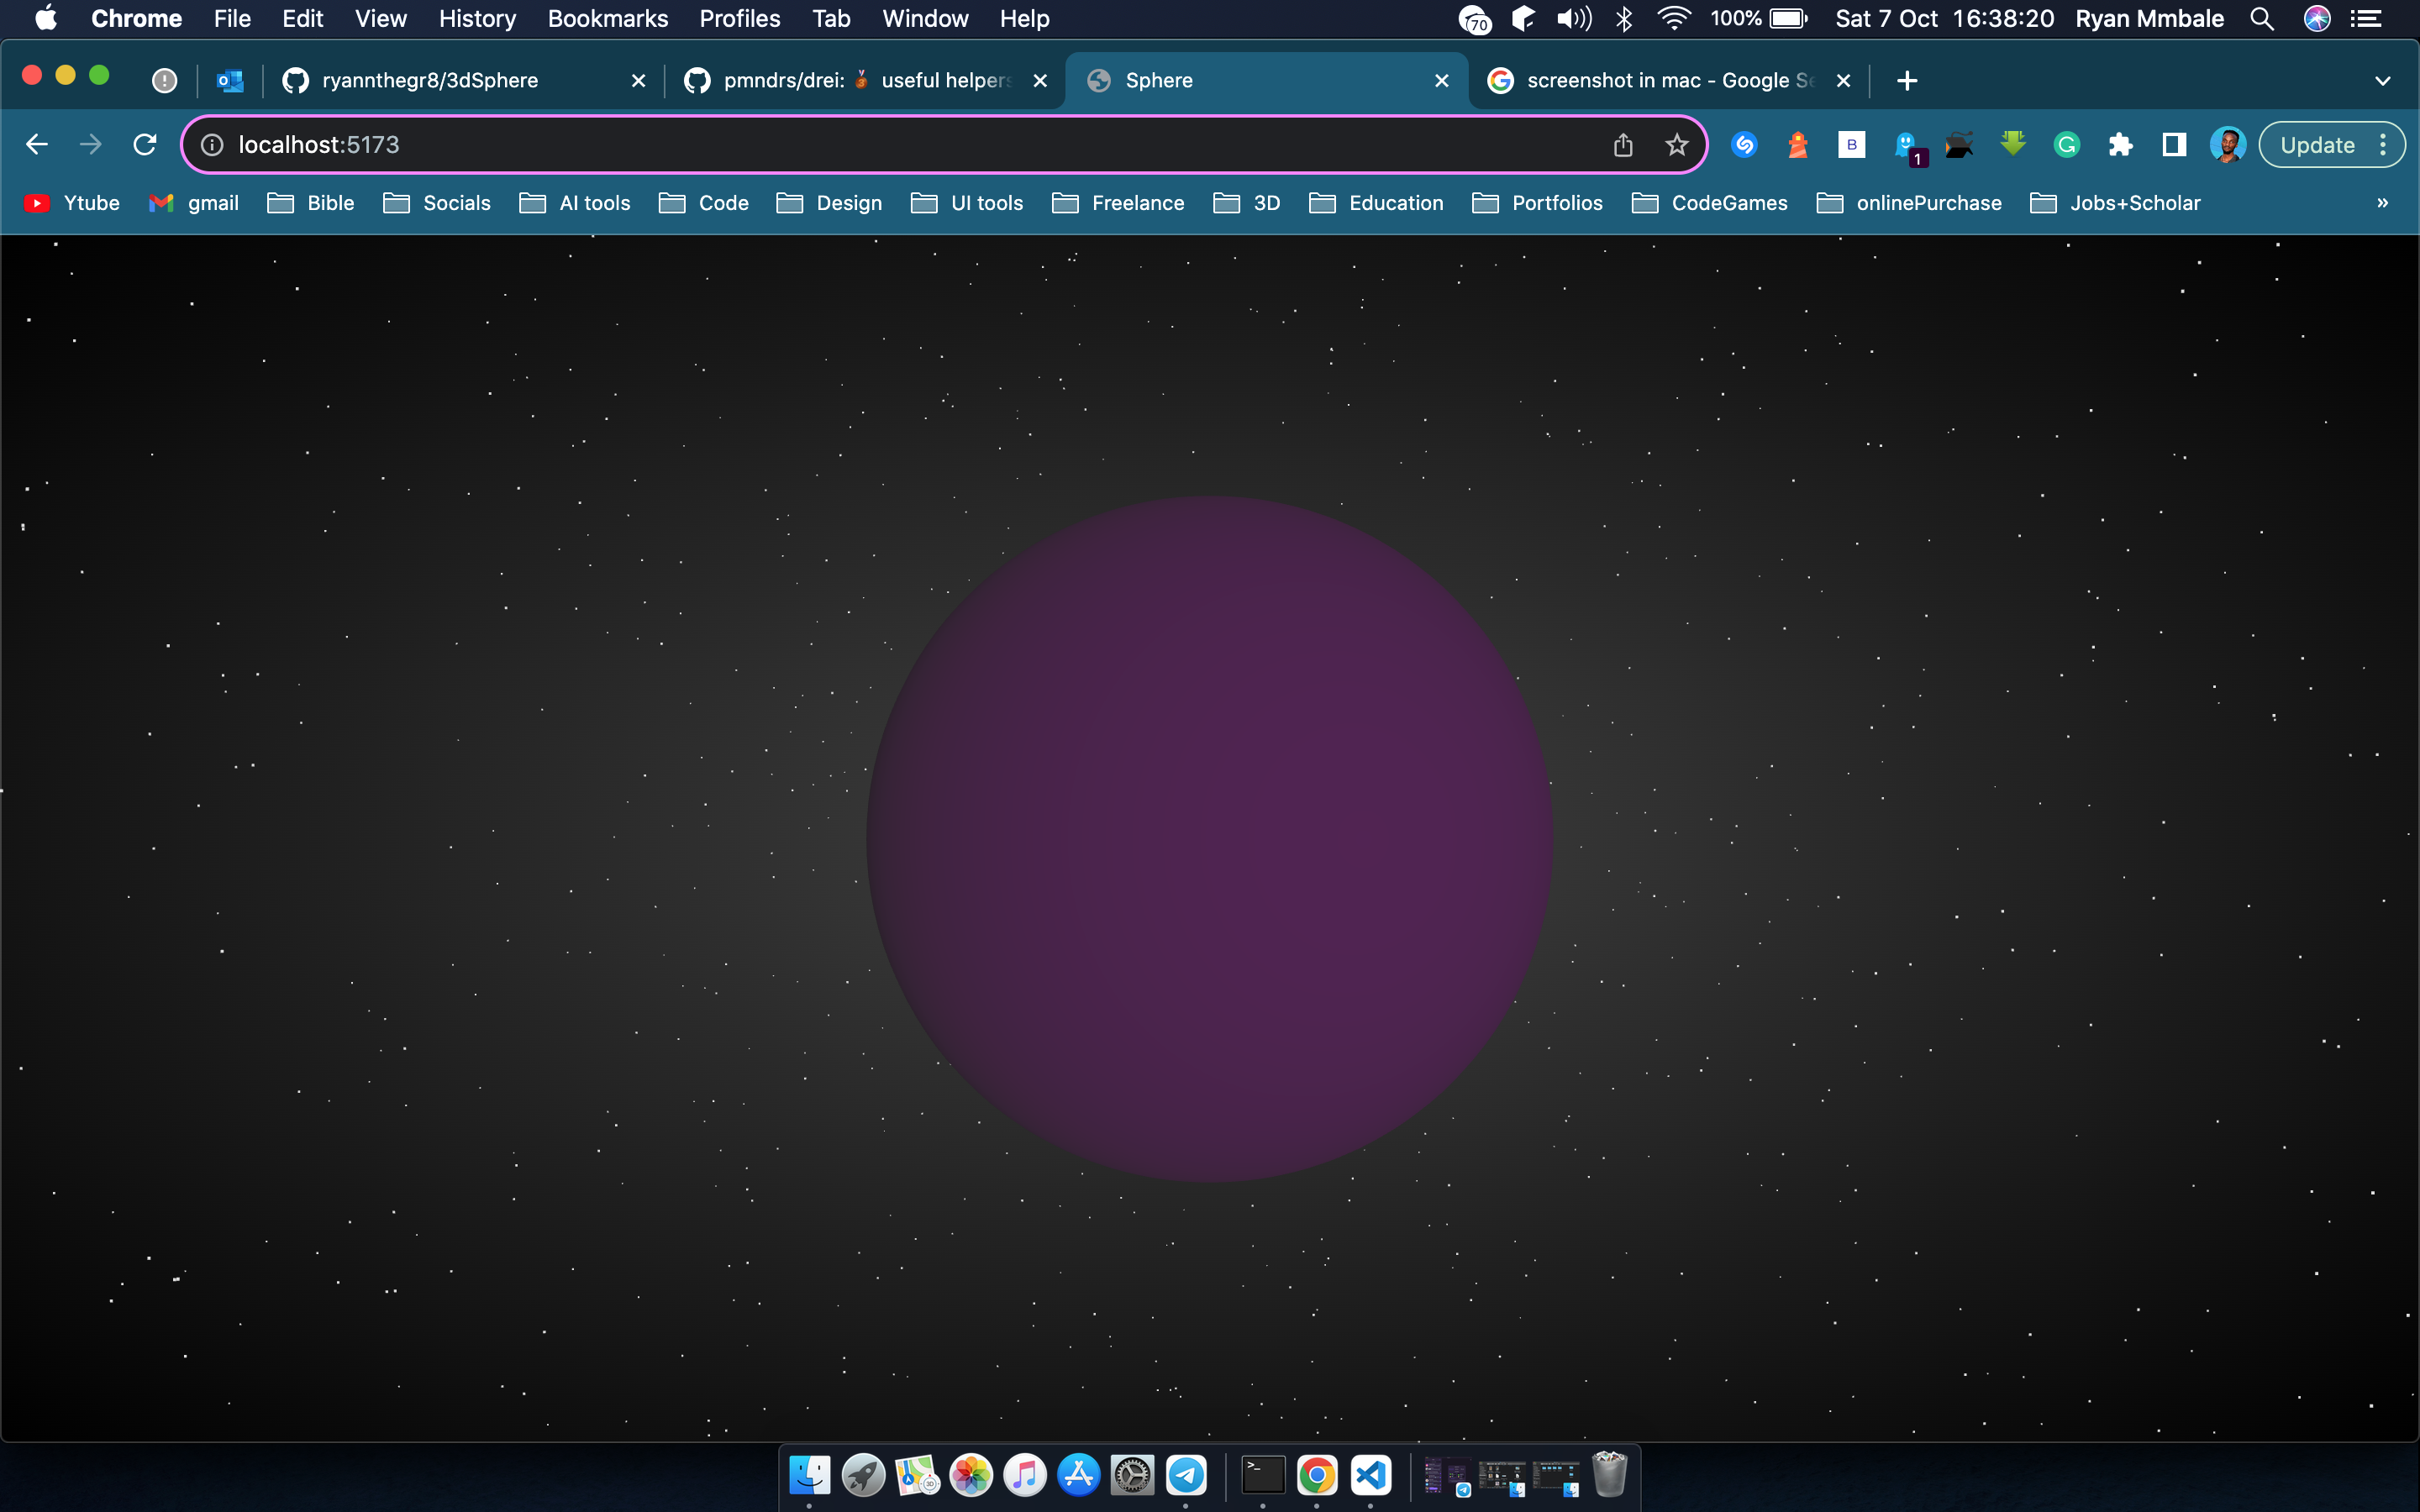 Chrome File Edit View History Bookmarks Profiles Tab Window Help 70 100% Sat 7 Oct 16:38:20 Ryan Mmbale
ryannthegr8/3dSphere pmndrs/drei: 🥉 useful helpers Sphere screenshot in mac - Google Se
localhost:5173 B 1 G Update
Ytube gmail Bible Socials AI tools Code Design UI tools Freelance 3D Education Portfolios CodeGames onlinePurchase Jobs+Scholar »